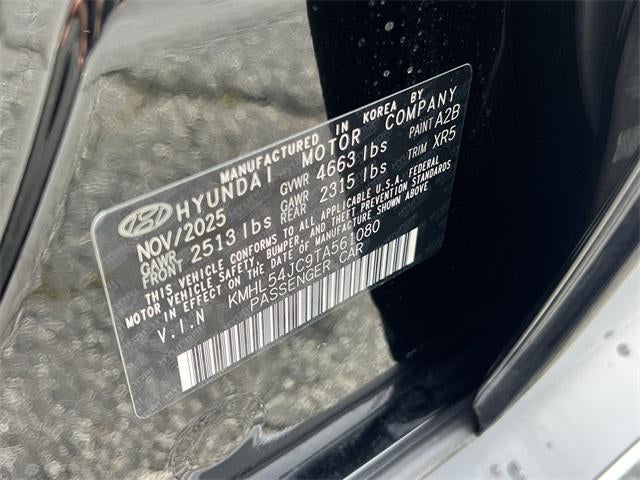 MANUFACTURED IN KOREA BY
HYUNDAI MOTOR COMPANY
NOV/2025 GVWR 4663 lbs PAINT A2B
GAWR FRONT 2513 lbs GAWR REAR 2315 lbs TRIM XR5
THIS VEHICLE CONFORMS TO ALL APPLICABLE U.S.A. FEDERAL
MOTOR VEHICLE SAFETY, BUMPER, AND THEFT PREVENTION STANDARDS
IN EFFECT ON THE DATE OF MANUFACTURE SHOWN ABOVE
V.I.N KMHL54JC9TA561080
PASSENGER CAR